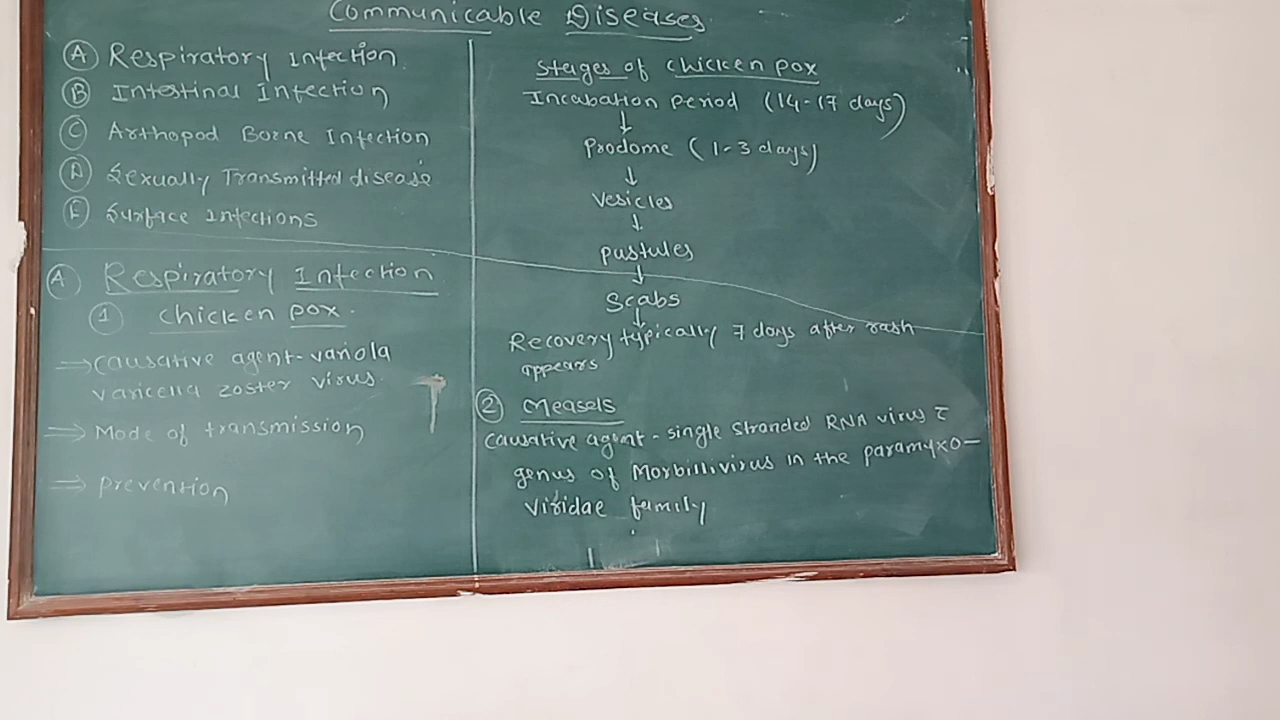 Communicable Diseases
A Respiratory Infection
B Intestinal Infection
C Arthopod Borne Infection
D Sexually Transmitted disease
E Surface Infections
A Respiratory Infection
1 Chicken pox.
→ Causative agent - variola
varicella zoster virus.
⇒ Mode of transmission
⇒ Prevention
Stages of chicken pox
Incabation period (14-17 days)
↓
Prodome (1-3 days)
↓
Vesicles
↓
Pustules
↓
Scabs
↓
Recovery typically 7 days after rash
appears
2 Measels
Causative agent - single stranded RNA virus c̄
genus of Morbillivirus in the paramyxo-
viridae family